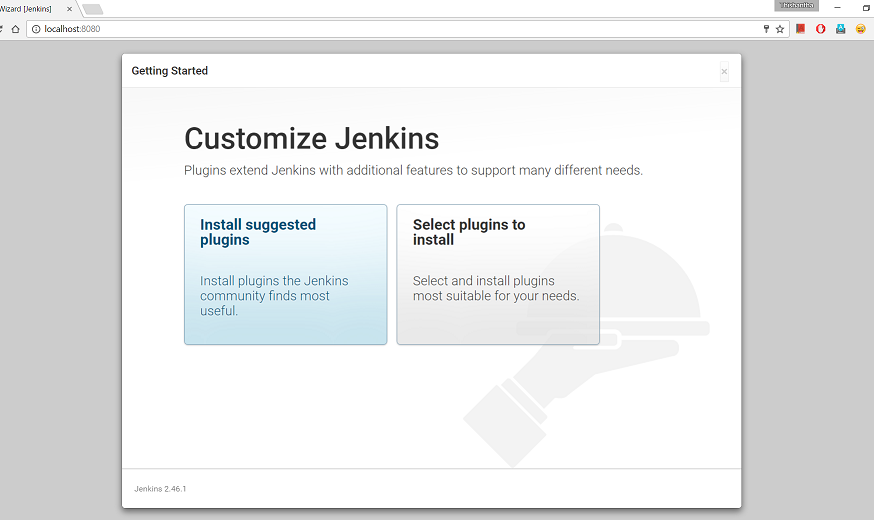 Wizard [Jenkins]
Thishantha
localhost:8080
Getting Started
Customize Jenkins
Plugins extend Jenkins with additional features to support many different needs.
Install suggested
plugins
Install plugins the Jenkins
community finds most
useful.
Select plugins to
install
Select and install plugins
most suitable for your needs.
Jenkins 2.46.1